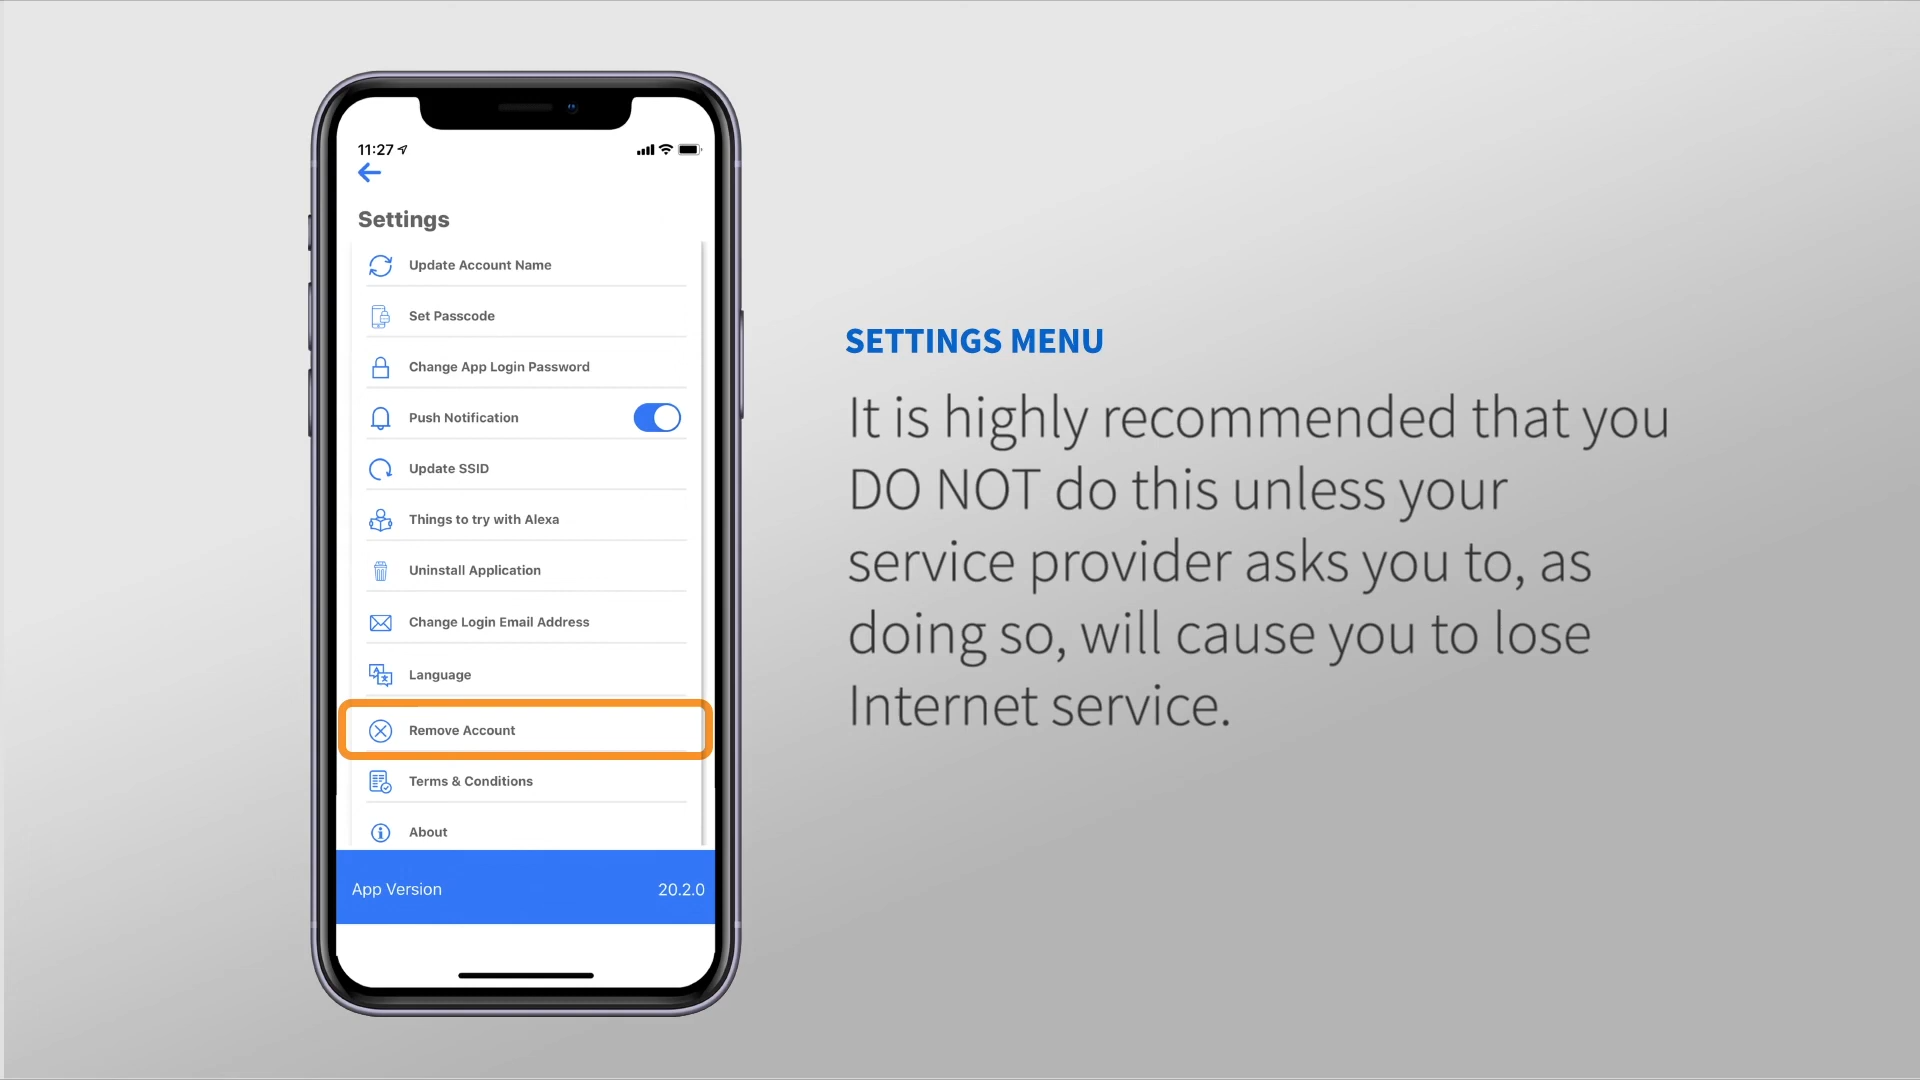 11:27
Settings
Update Account Name
Set Passcode
Change App Login Password
Push Notification
Update SSID
Things to try with Alexa
Uninstall Application
Change Login Email Address
Language
Remove Account
Terms & Conditions
About
App Version 20.2.0
SETTINGS MENU
It is highly recommended that you
DO NOT do this unless your
service provider asks you to, as
doing so, will cause you to lose
Internet service.